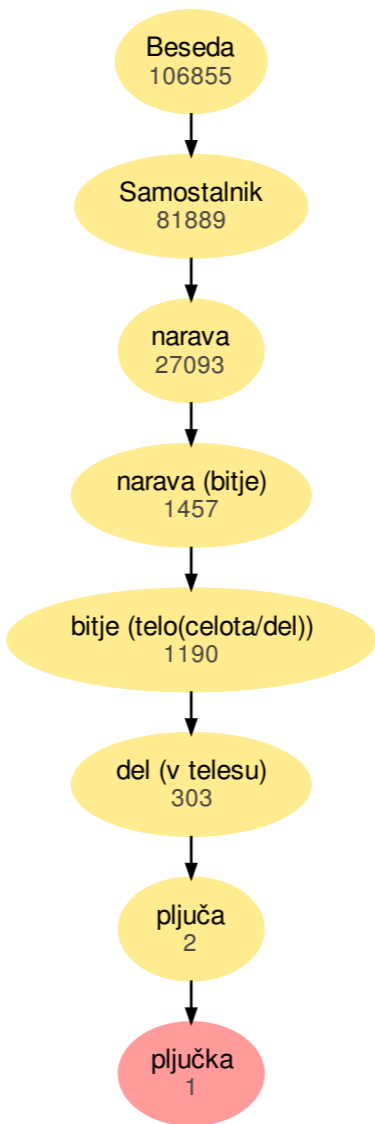 Beseda
106855
Samostalnik
81889
narava
27093
narava (bitje)
1457
bitje (telo(celota/del))
1190
del (v telesu)
303
pljuča
2
pljučka
1